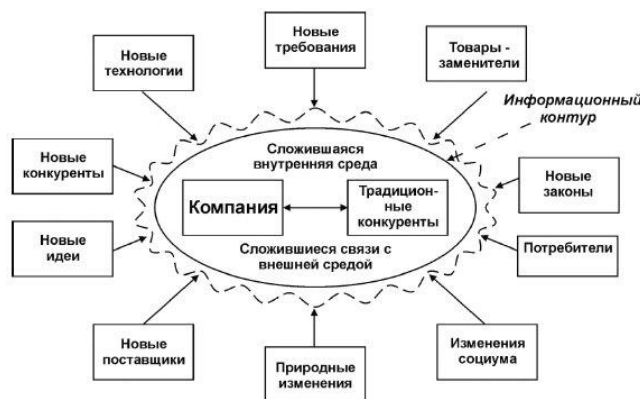 Новые
технологии
Новые
требования
Товары -
заменители
Информационный
контур
Новые
конкуренты
Сложившаяся
внутренняя среда
Новые
законы
Компания
Традицион-
ные
конкуренты
Новые
идеи
Сложившиеся связи с
внешней средой
Потребители
Новые
поставщики
Природные
изменения
Изменения
социума